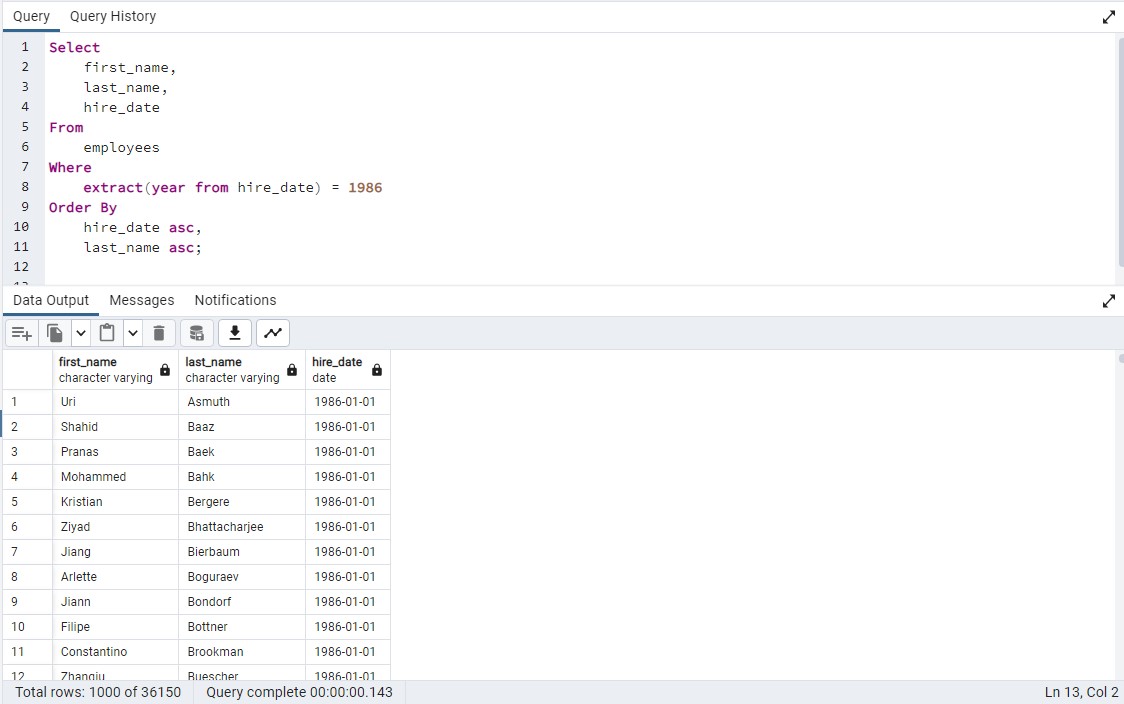 Query Query History
1 Select
2 first_name,
3 last_name,
4 hire_date
5 From
6 employees
7 Where
8 extract(year from hire_date) = 1986
9 Order By
10 hire_date asc,
11 last_name asc;
12
13
Data Output Messages Notifications
first_name last_name hire_date
character varying character varying date
1 Uri Asmuth 1986-01-01
2 Shahid Baaz 1986-01-01
3 Pranas Baek 1986-01-01
4 Mohammed Bahk 1986-01-01
5 Kristian Bergere 1986-01-01
6 Ziyad Bhattacharjee 1986-01-01
7 Jiang Bierbaum 1986-01-01
8 Arlette Boguraev 1986-01-01
9 Jiann Bondorf 1986-01-01
10 Filipe Bottner 1986-01-01
11 Constantino Brookman 1986-01-01
12 Zhangiu Buescher 1986-01-01
Total rows: 1000 of 36150 Query complete 00:00:00.143 Ln 13, Col 2